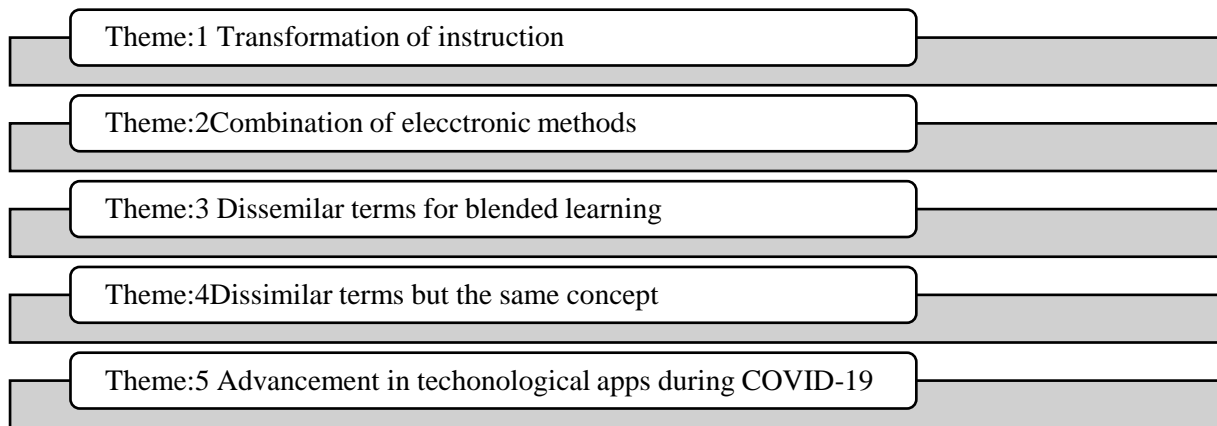 Theme:1 Transformation of instruction
Theme:2Combination of elecctronic methods
Theme:3 Dissemilar terms for blended learning
Theme:4Dissimilar terms but the same concept
Theme:5 Advancement in techonological apps during COVID-19